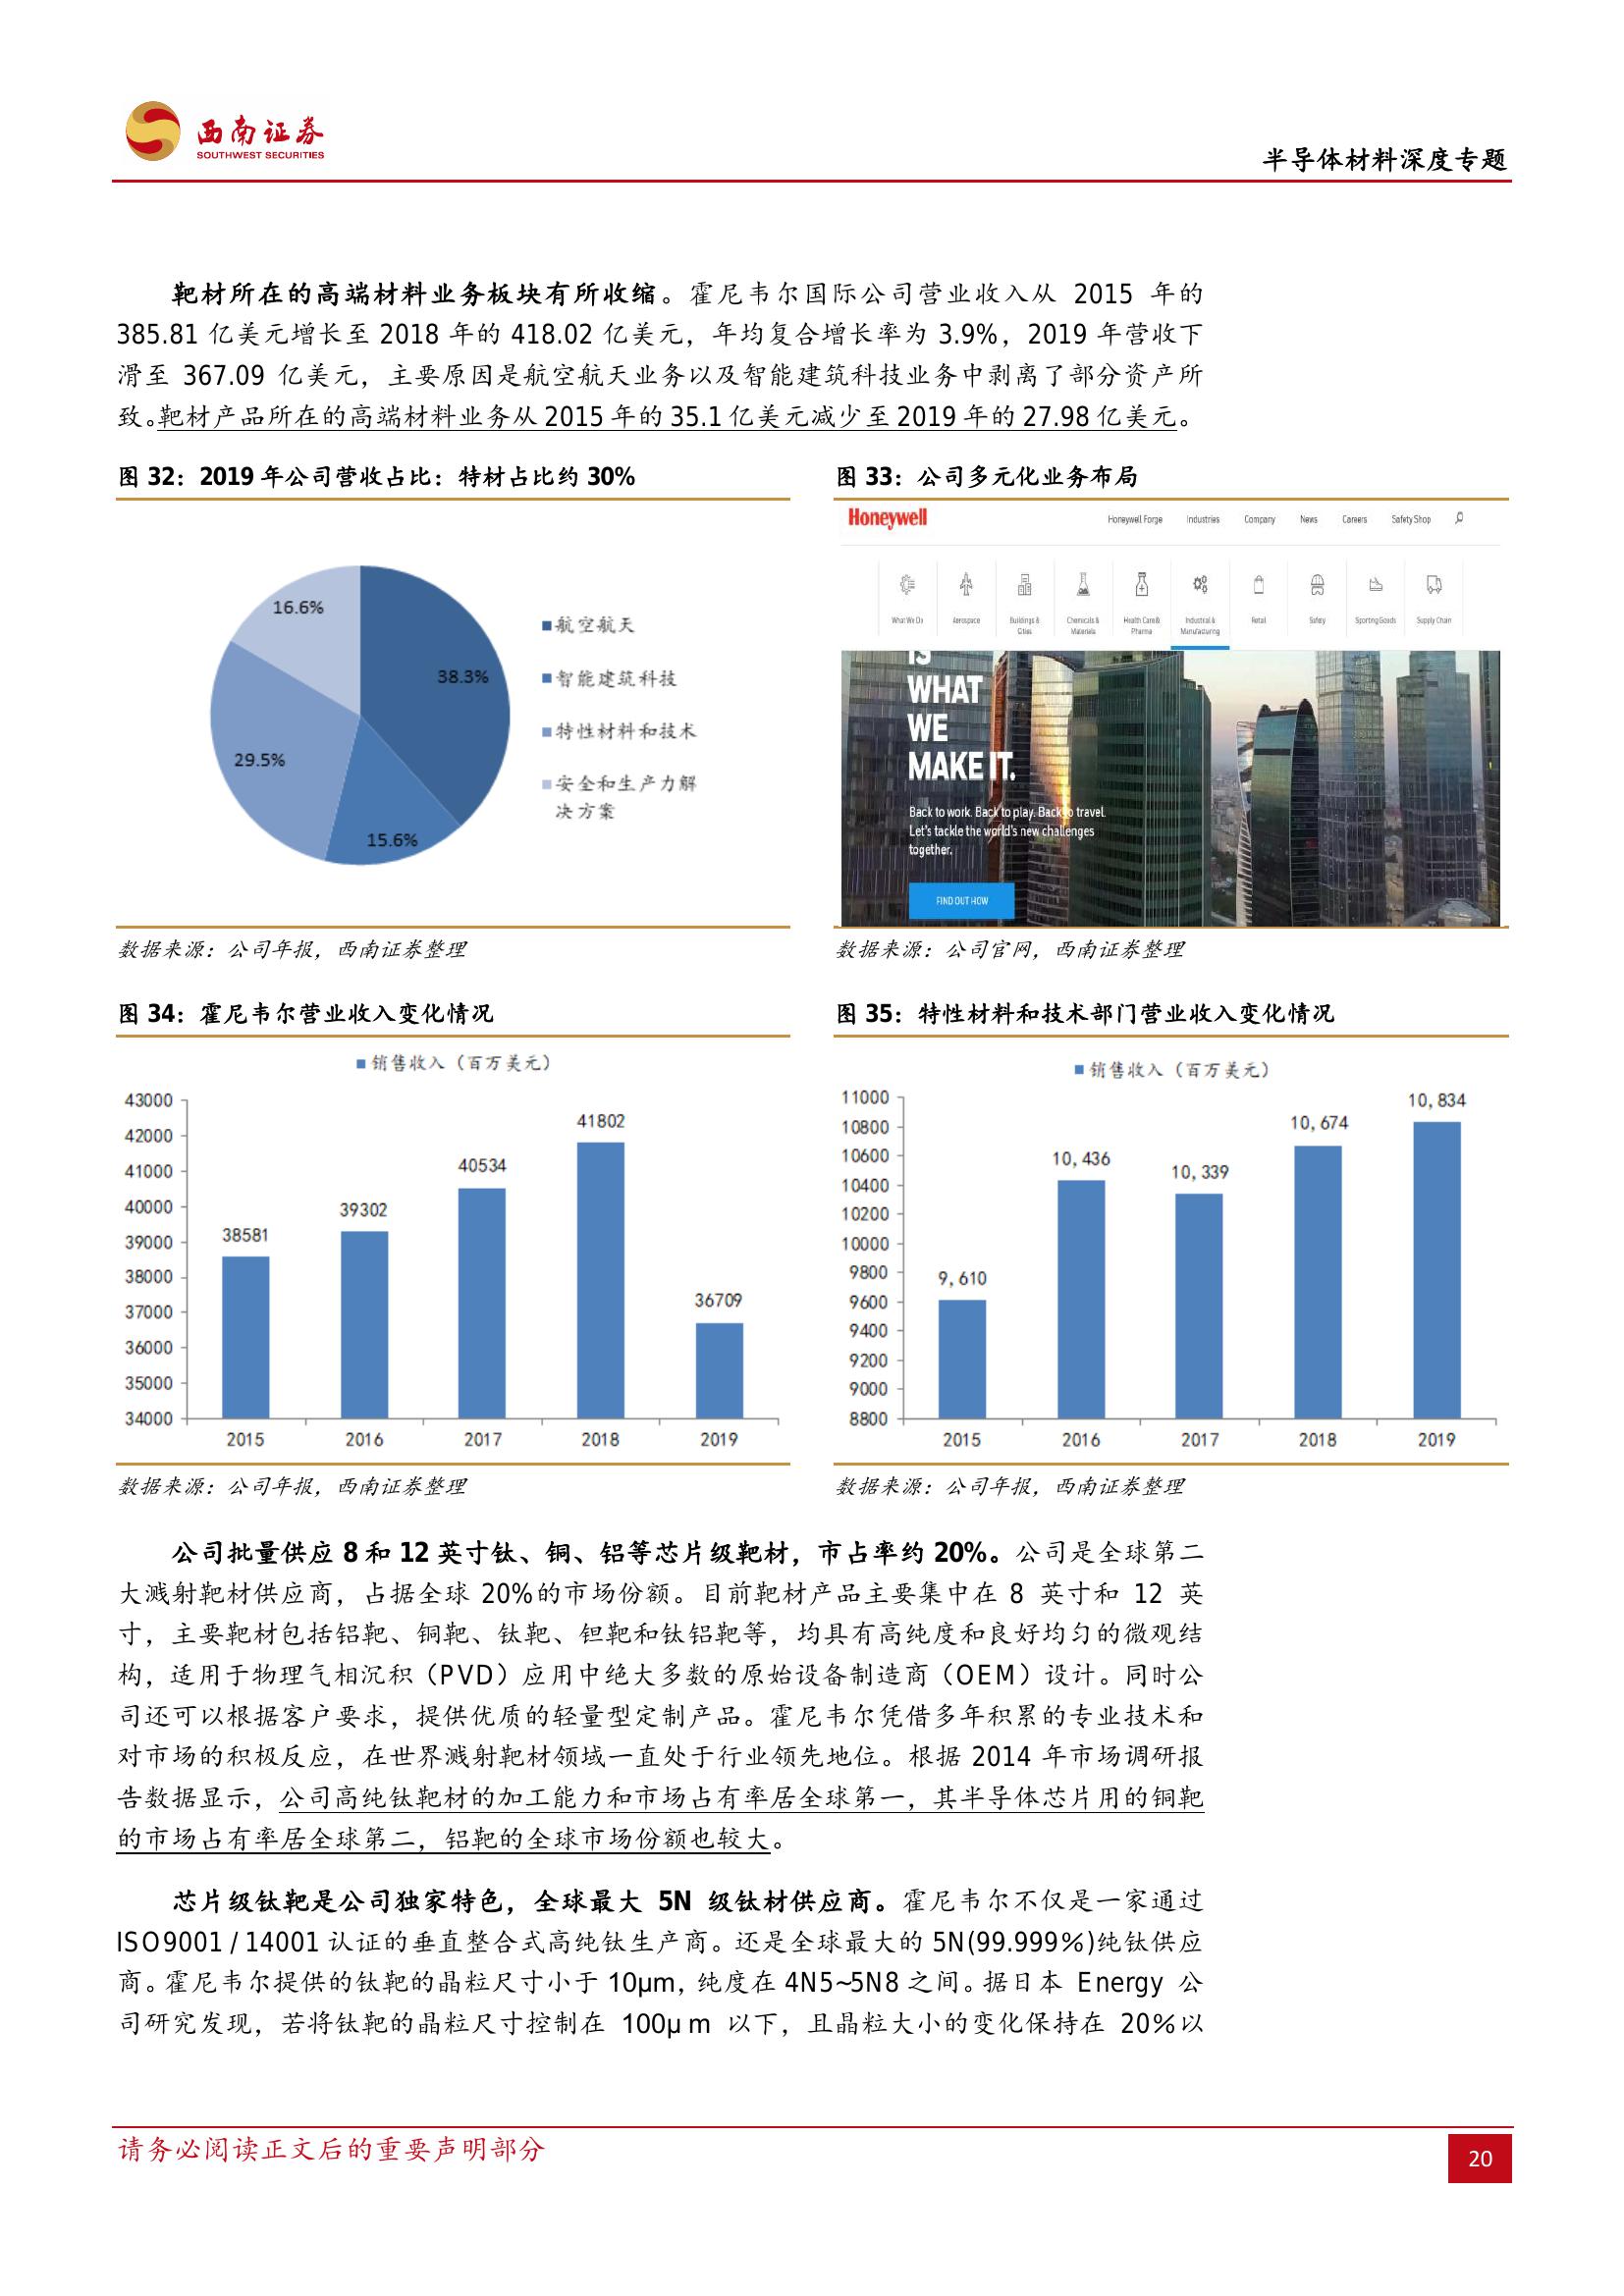 西南证券
SOUTHWEST SECURITIES
半导体材料深度专题
靶材所在的高端材料业务板块有所收缩。霍尼韦尔国际公司营业收入从 2015 年的
385.81 亿美元增长至 2018 年的 418.02 亿美元，年均复合增长率为 3.9%，2019 年营收下
滑至 367.09 亿美元，主要原因是航空航天业务以及智能建筑科技业务中剥离了部分资产所
致。靶材产品所在的高端材料业务从 2015 年的 35.1 亿美元减少至 2019 年的 27.98 亿美元。
图 32：2019 年公司营收占比：特材占比约 30%
16.6%
38.3%
29.5%
15.6%
航空航天
智能建筑科技
特性材料和技术
安全和生产力解
决方案
数据来源：公司年报，西南证券整理
图 33：公司多元化业务布局
Honeywell
Honeywell Forge Industries Company News Careers Safety Shop
What We Do Aerospace Buildings & Cities Chemicals & Materials Health Care & Pharma Industrial & Manufacturing Retail Safety Sporting Goods Supply Chain
IS
WHAT
WE
MAKE IT.
Back to work. Back to play. Back to travel.
Let's tackle the world's new challenges
together.
FIND OUT HOW
数据来源：公司官网，西南证券整理
图 34：霍尼韦尔营业收入变化情况
销售收入（百万美元）
43000
42000
41000
40000
39000
38000
37000
36000
35000
34000
38581
39302
40534
41802
36709
2015 2016 2017 2018 2019
数据来源：公司年报，西南证券整理
图 35：特性材料和技术部门营业收入变化情况
销售收入（百万美元）
11000
10800
10600
10400
10200
10000
9800
9600
9400
9200
9000
8800
9,610
10,436
10,339
10,674
10,834
2015 2016 2017 2018 2019
数据来源：公司年报，西南证券整理
公司批量供应 8 和 12 英寸钛、铜、铝等芯片级靶材，市占率约 20%。公司是全球第二
大溅射靶材供应商，占据全球 20%的市场份额。目前靶材产品主要集中在 8 英寸和 12 英
寸，主要靶材包括铝靶、铜靶、钛靶、钽靶和钛铝靶等，均具有高纯度和良好均匀的微观结
构，适用于物理气相沉积（PVD）应用中绝大多数的原始设备制造商（OEM）设计。同时公
司还可以根据客户要求，提供优质的轻量型定制产品。霍尼韦尔凭借多年积累的专业技术和
对市场的积极反应，在世界溅射靶材领域一直处于行业领先地位。根据 2014 年市场调研报
告数据显示，公司高纯钛靶材的加工能力和市场占有率居全球第一，其半导体芯片用的铜靶
的市场占有率居全球第二，铝靶的全球市场份额也较大。
芯片级钛靶是公司独家特色，全球最大 5N 级钛材供应商。霍尼韦尔不仅是一家通过
ISO9001 / 14001 认证的垂直整合式高纯钛生产商。还是全球最大的 5N(99.999%)纯钛供应
商。霍尼韦尔提供的钛靶的晶粒尺寸小于 10μm，纯度在 4N5~5N8 之间。据日本 Energy 公
司研究发现，若将钛靶的晶粒尺寸控制在 100μ m 以下，且晶粒大小的变化保持在 20%以
请务必阅读正文后的重要声明部分
20